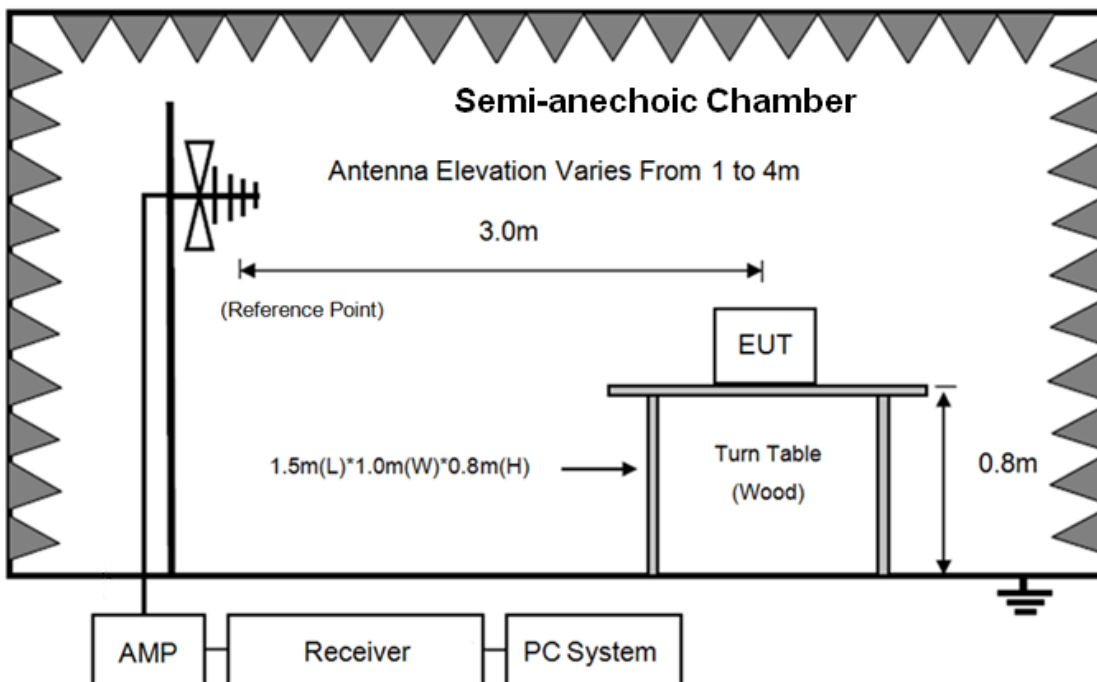 Semi-anechoic Chamber
Antenna Elevation Varies From 1 to 4m
3.0m
(Reference Point)
EUT
1.5m(L)*1.0m(W)*0.8m(H)
Turn Table
(Wood)
0.8m
AMP
Receiver
PC System